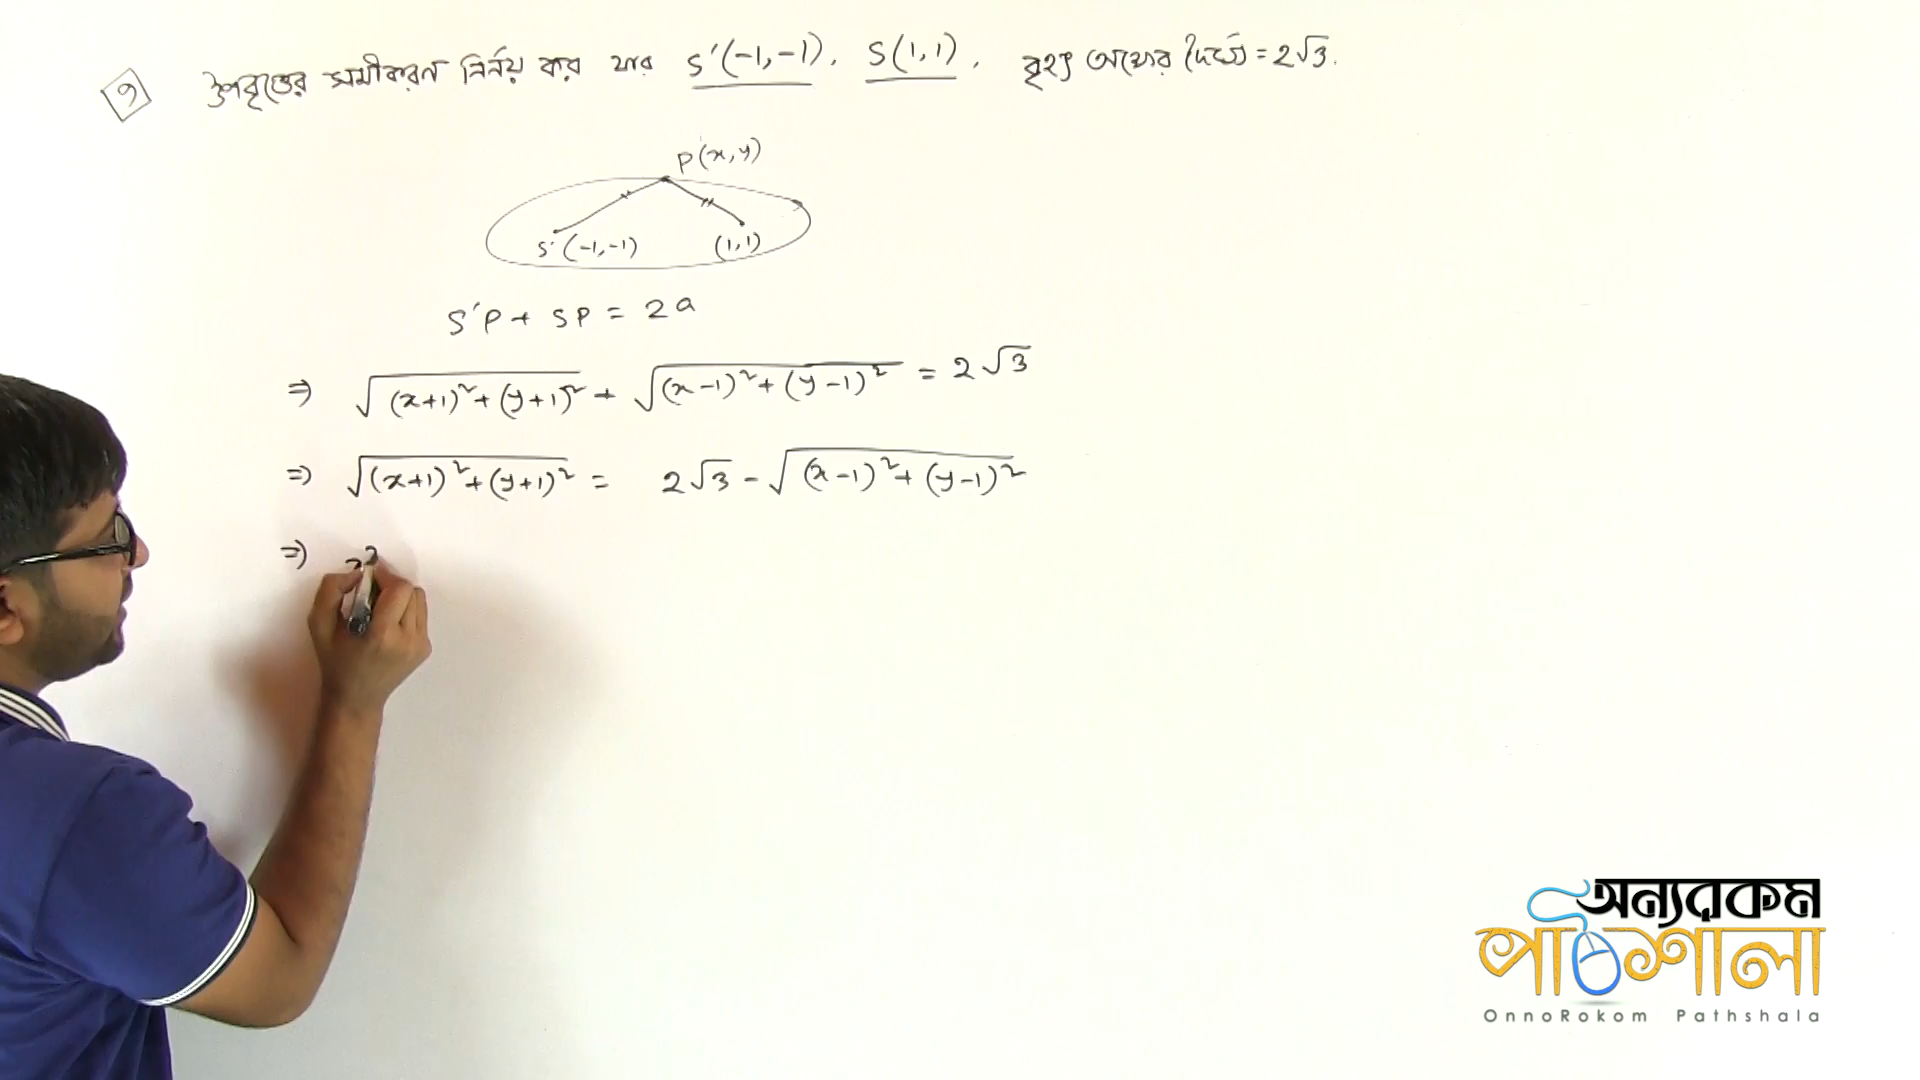 ৭ উপবৃত্তের সমীকরণ নির্ণয় কর যার S′(-1,-1), S(1,1), বৃহৎ অক্ষের দৈর্ঘ্য = 2√3.
P(x,y)
S′(-1,-1) (1,1)
S′P + SP = 2a
⇒ √((x+1)²+(y+1)²) + √((x-1)²+(y-1)²) = 2√3
⇒ √((x+1)²+(y+1)²) = 2√3 - √((x-1)²+(y-1)²)
⇒ x²
অন্যরকম
পাঠশালা
OnnoRokom Pathshala